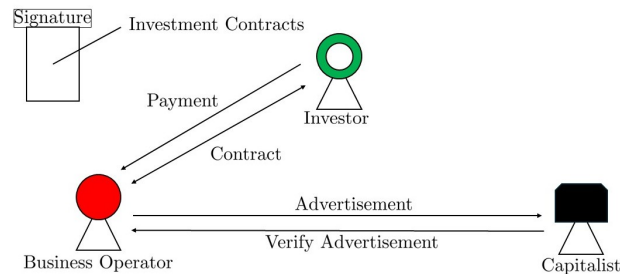 Signature
Investment Contracts
Payment
Investor
Contract
Advertisement
Verify Advertisement
Business Operator
Capitalist